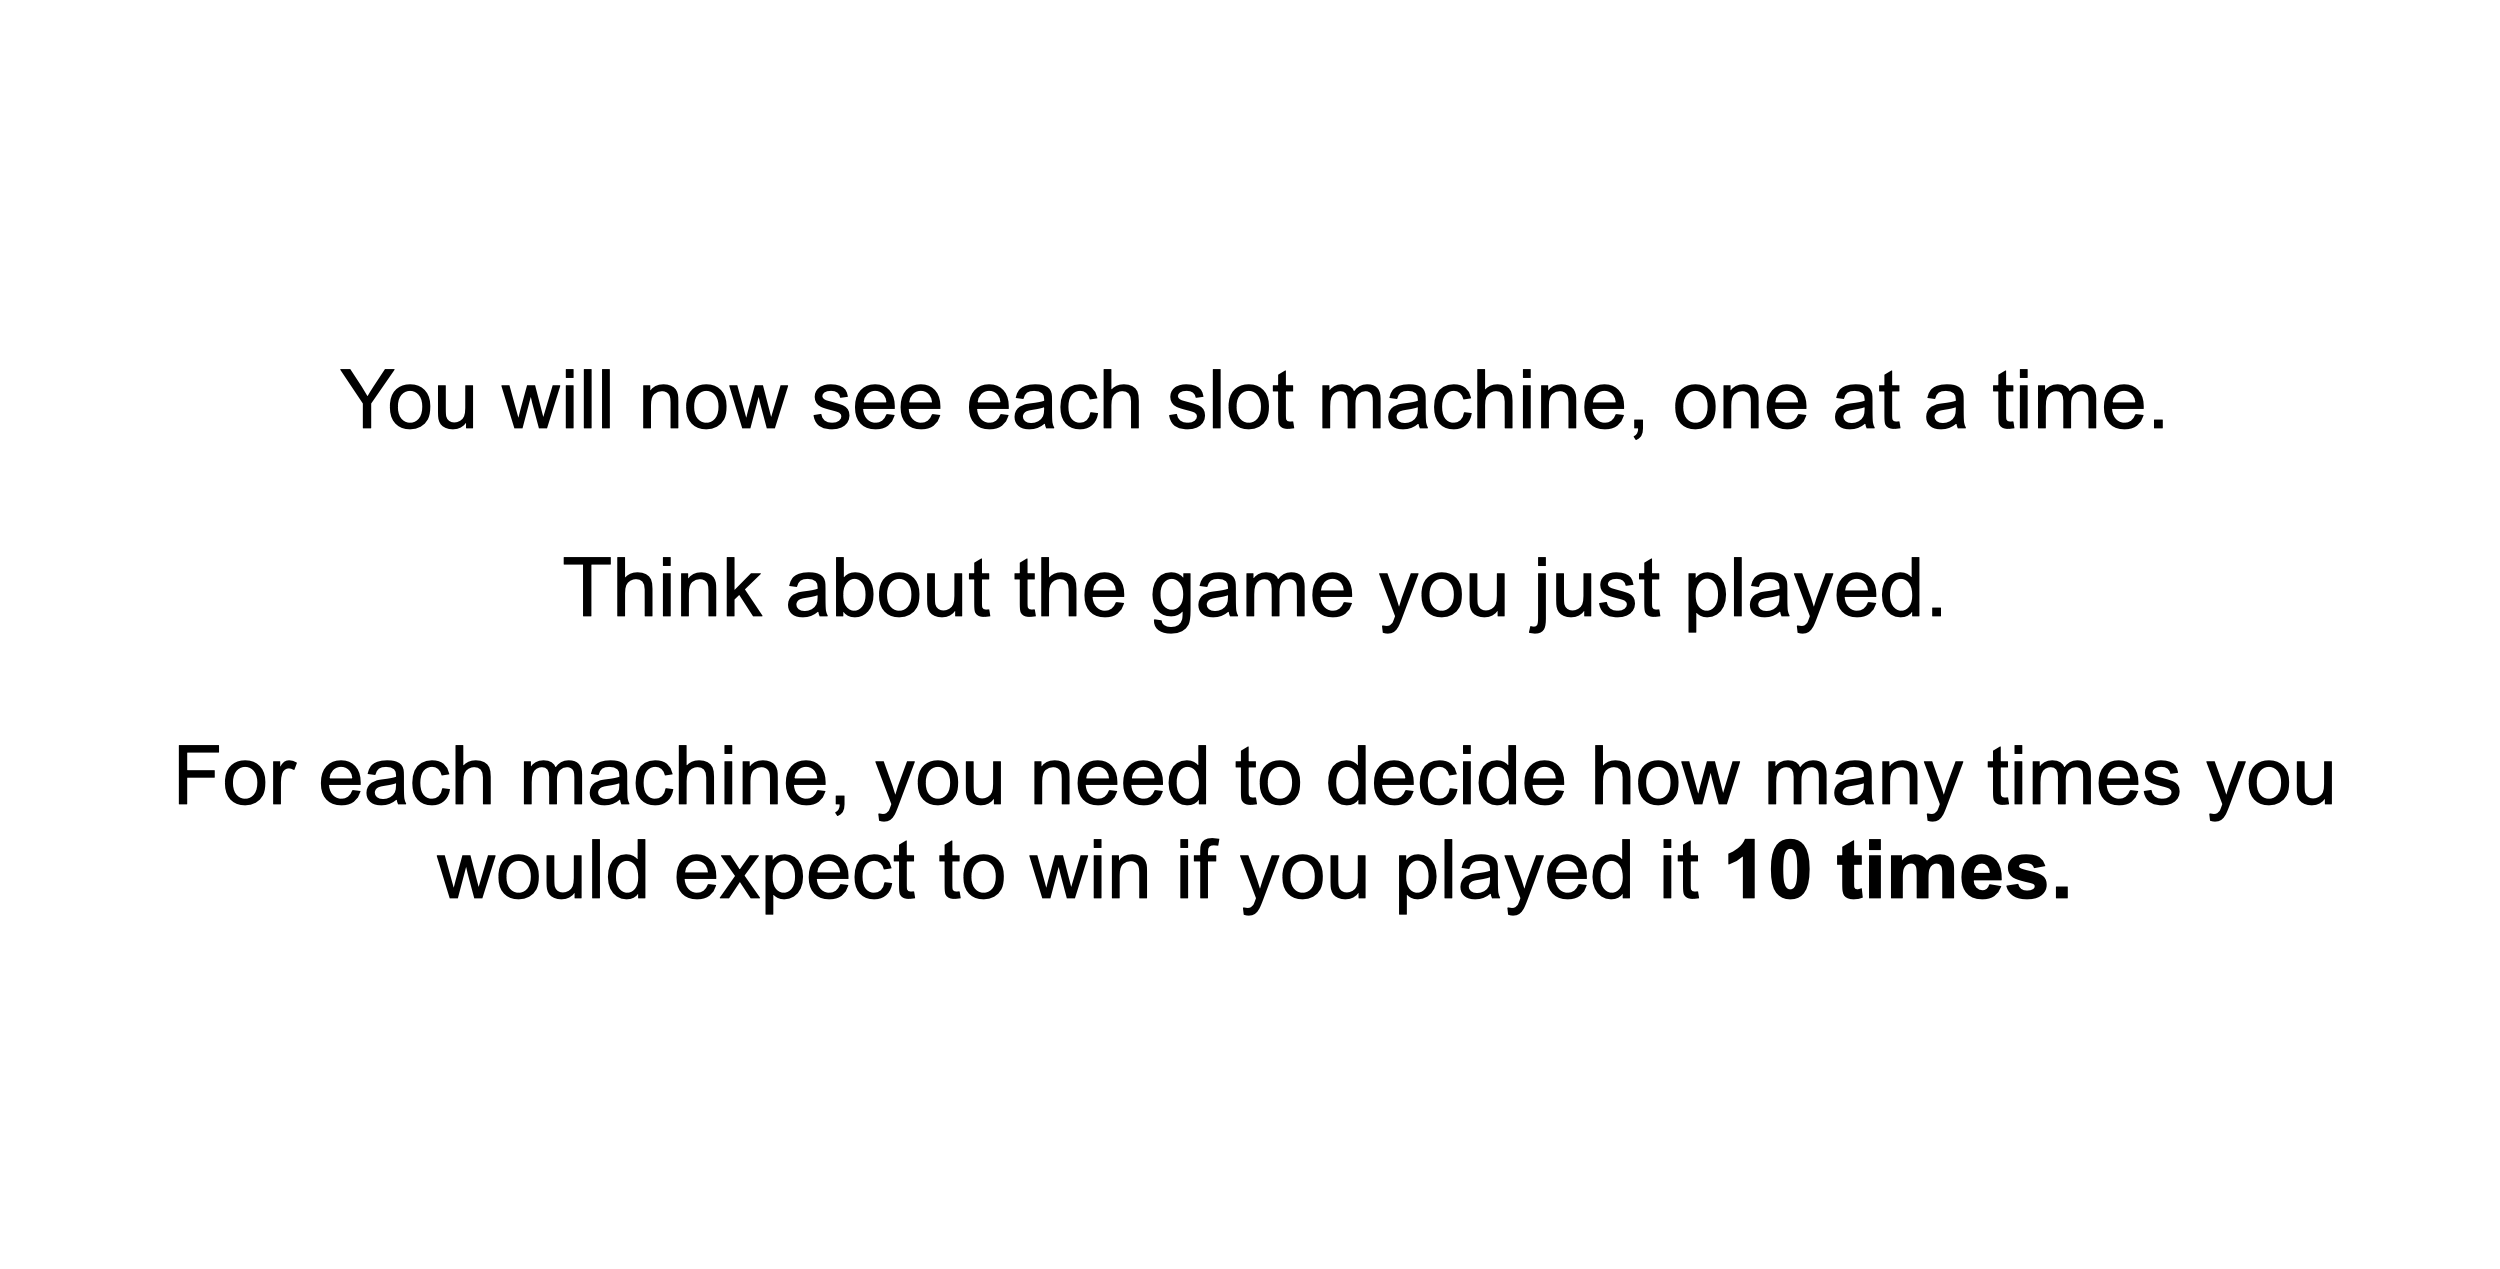 You will now see each slot machine, one at a time.
Think about the game you just played.
For each machine, you need to decide how many times you
would expect to win if you played it 10 times.